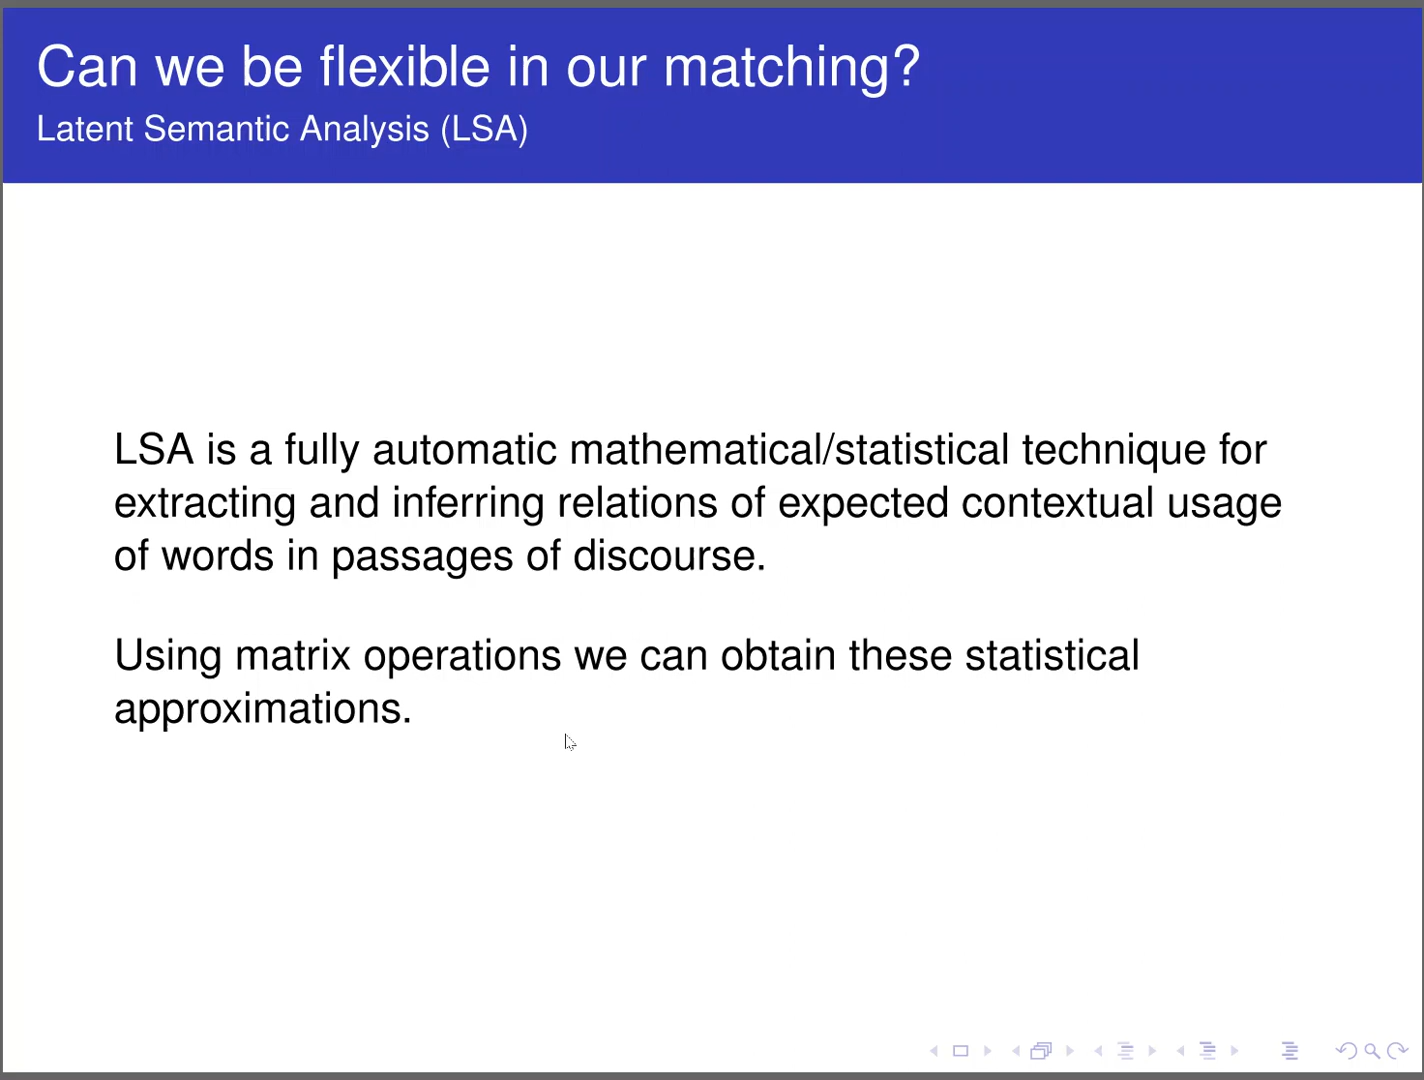 Can we be flexible in our matching?
Latent Semantic Analysis (LSA)
LSA is a fully automatic mathematical/statistical technique for
extracting and inferring relations of expected contextual usage
of words in passages of discourse.
Using matrix operations we can obtain these statistical
approximations.